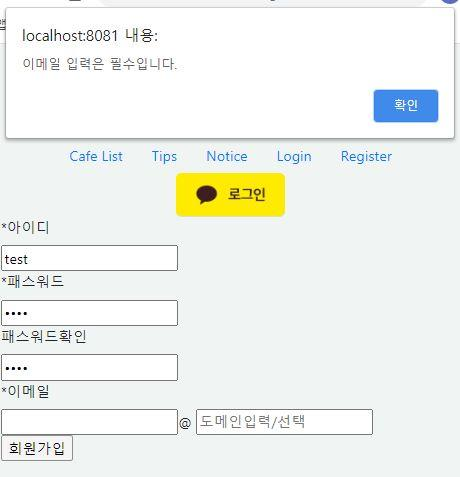 localhost:8081 내용:
이메일 입력은 필수입니다.
확인
Cafe List Tips Notice Login Register
로그인
*아이디
test
*패스워드
••••
패스워드확인
••••
*이메일
@ 도메인입력/선택
회원가입